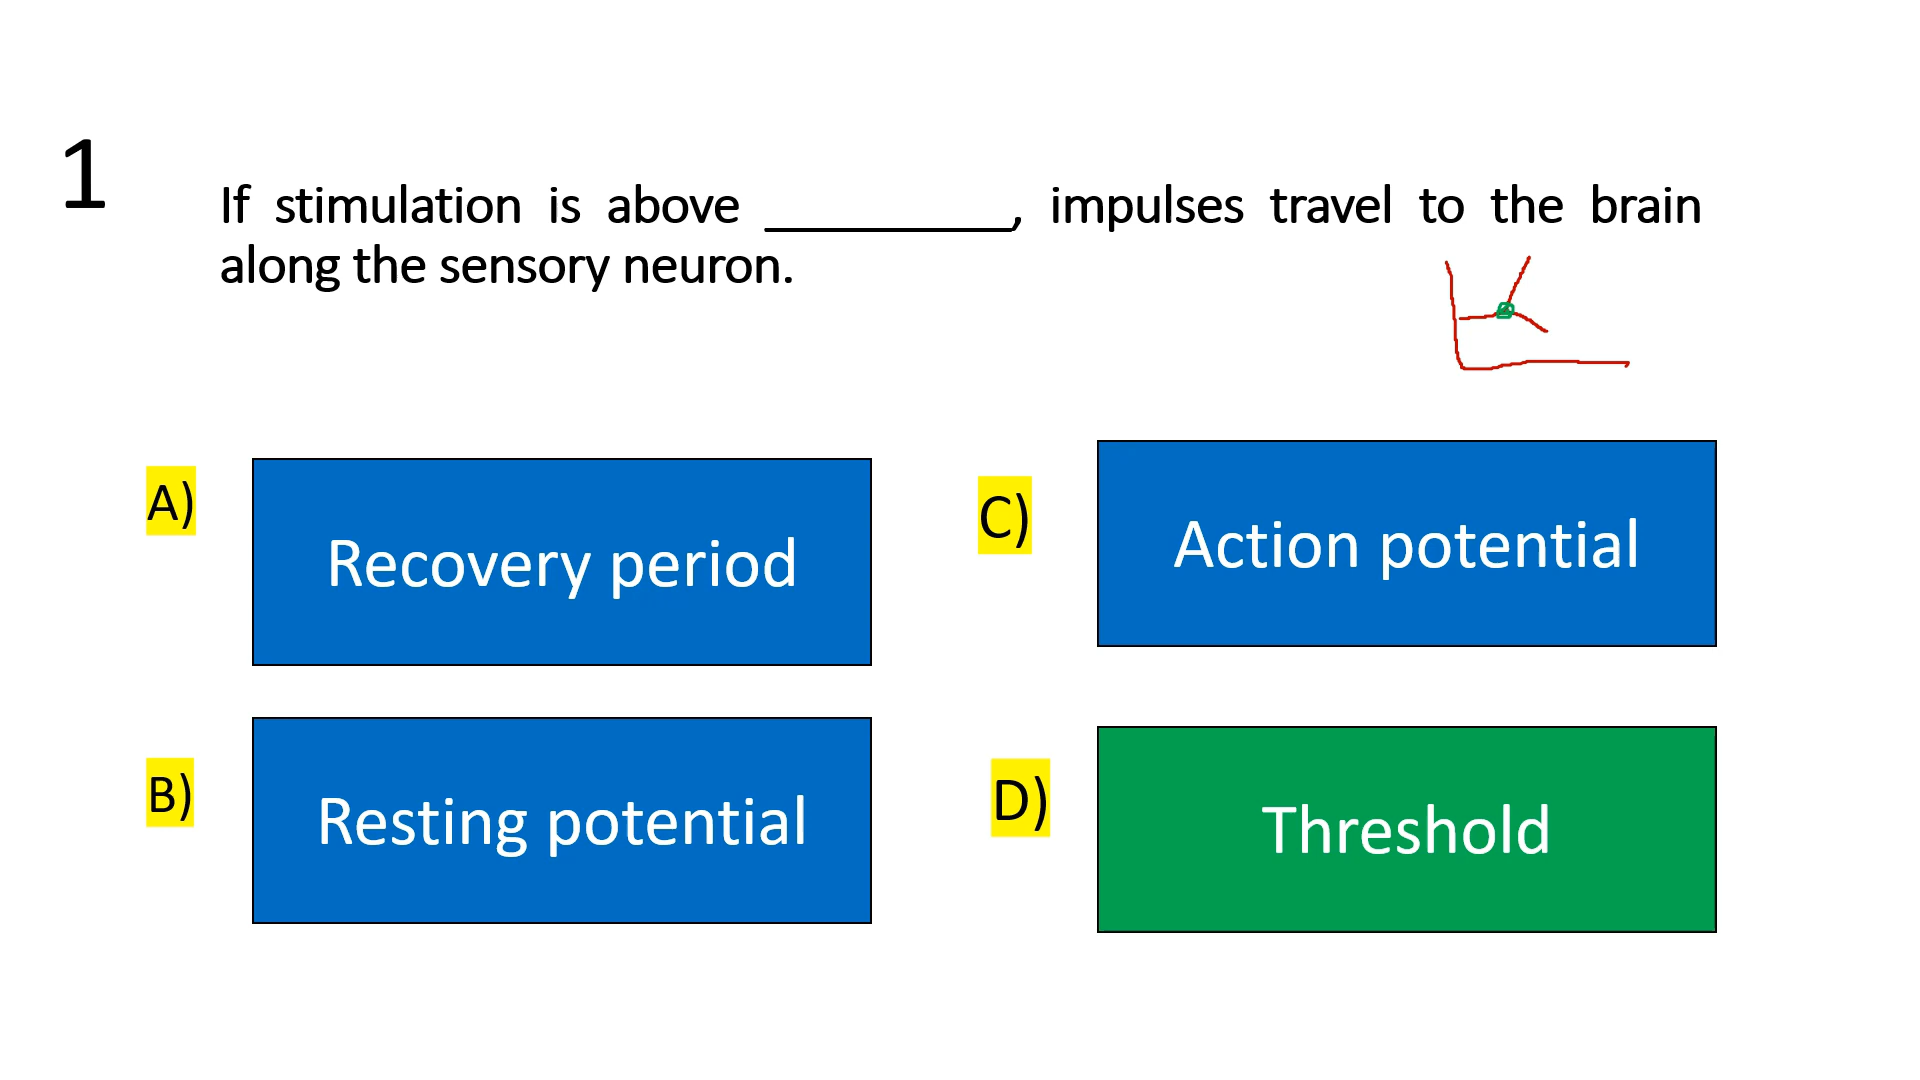 1
If stimulation is above __________, impulses travel to the brain
along the sensory neuron.
A)
Recovery period
C)
Action potential
B)
Resting potential
D)
Threshold